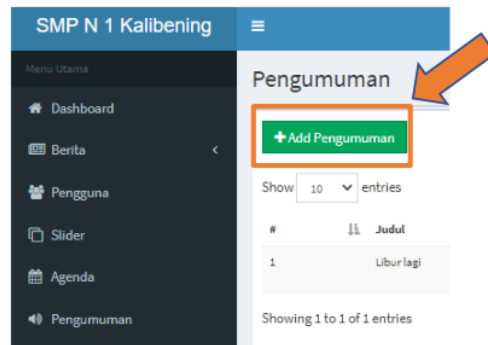 SMP N 1 Kalibening
Menu Utama
Dashboard
Berita
Pengguna
Slider
Agenda
Pengumuman
Pengumuman
+Add Pengumuman
Show 10 entries
# Judul
1 Libur lagi
Showing 1 to 1 of 1 entries